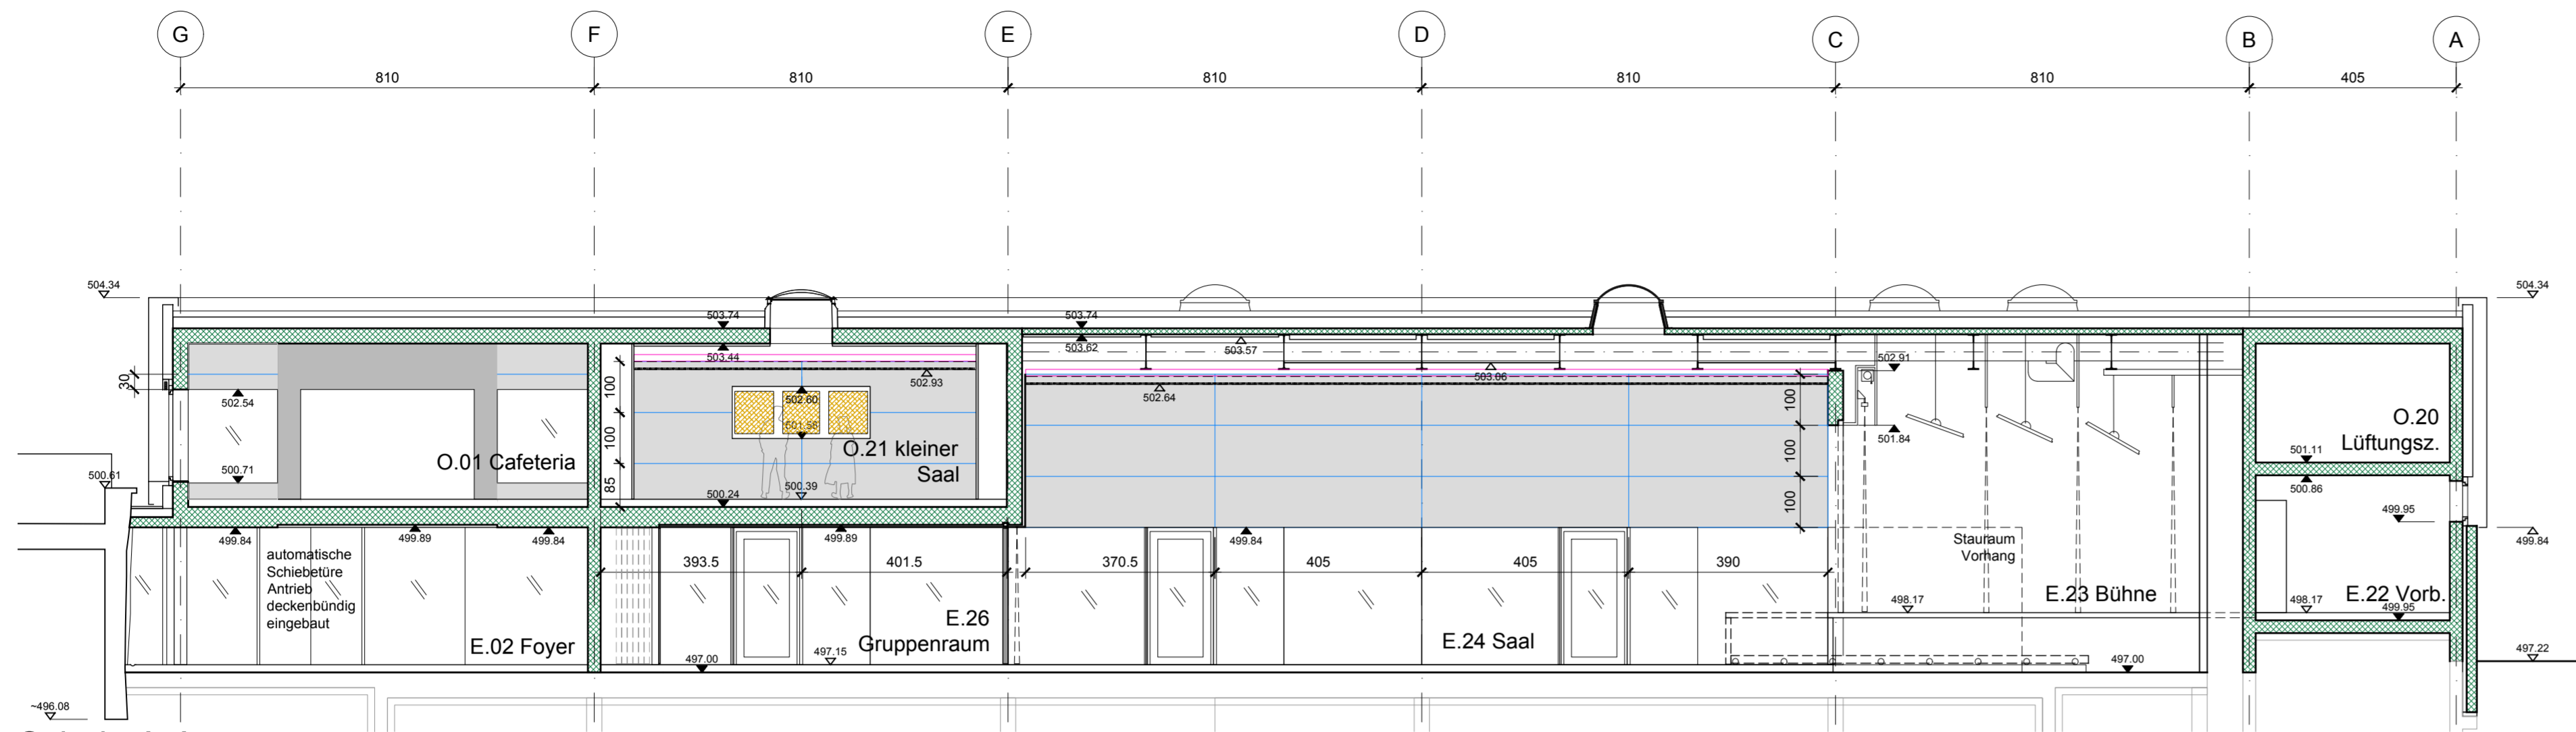 G F E D C B A
810 810 810 810 810 405
504.34 504.34
503.74 503.74
503.44 503.62 503.57
502.91
30 100 502.93 503.06
502.54 502.60 502.64 100
501.58 501.84
100 O.21 kleiner
Saal
O.20
Lüftungsz.
O.01 Cafeteria
500.61 500.71 501.11
85 500.24 500.39 100 500.86
100
499.95
499.84 499.89 499.84 499.89 499.84 499.84
automatische
Schiebetüre
Antrieb
deckenbündig
eingebaut
Stauraum
Vorhang
393.5 401.5 370.5 405 405 390
498.17 E.23 Bühne 498.17 E.22 Vorb.
499.95
E.26
Gruppenraum
E.02 Foyer
E.24 Saal
497.00 497.15 497.00 497.22
~496.08